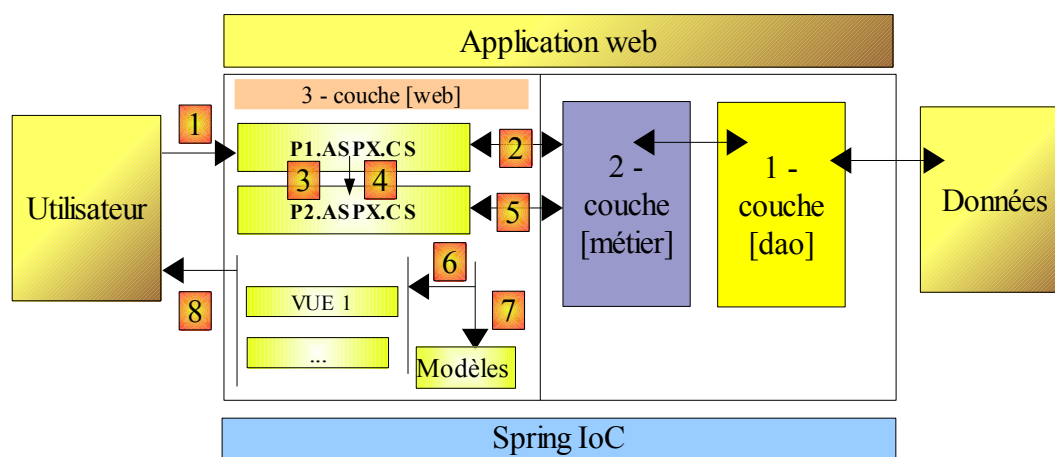 Application web
3 - couche [web]
1
P1.ASPX.CS
2
3
4
P2.ASPX.CS
5
Utilisateur
2 -
couche
[métier]
1 -
couche
[dao]
Données
6
8
VUE 1
7
...
Modèles
Spring IoC